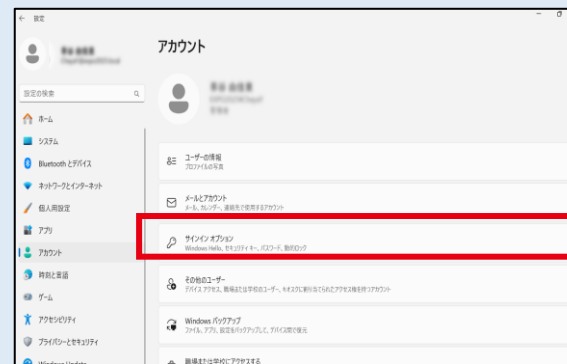 設定
アカウント
設定の検索
ホーム
システム
Bluetooth とデバイス
ネットワークとインターネット
個人用設定
アプリ
アカウント
時刻と言語
ゲーム
アクセシビリティ
プライバシーとセキュリティ
Windows Update
ユーザーの情報
プロファイルの写真
メールとアカウント
メール、カレンダー、連絡先で使用するアカウント
サインイン オプション
Windows Hello、セキュリティ キー、パスワード、動的ロック
その他のユーザー
デバイス アクセス、職場または学校のユーザー、キオスクに割り当てられたアクセス権を持つアカウント
Windows バックアップ
ファイル、アプリ、設定をバックアップして、デバイス間で復元
職場または学校にアクセスする